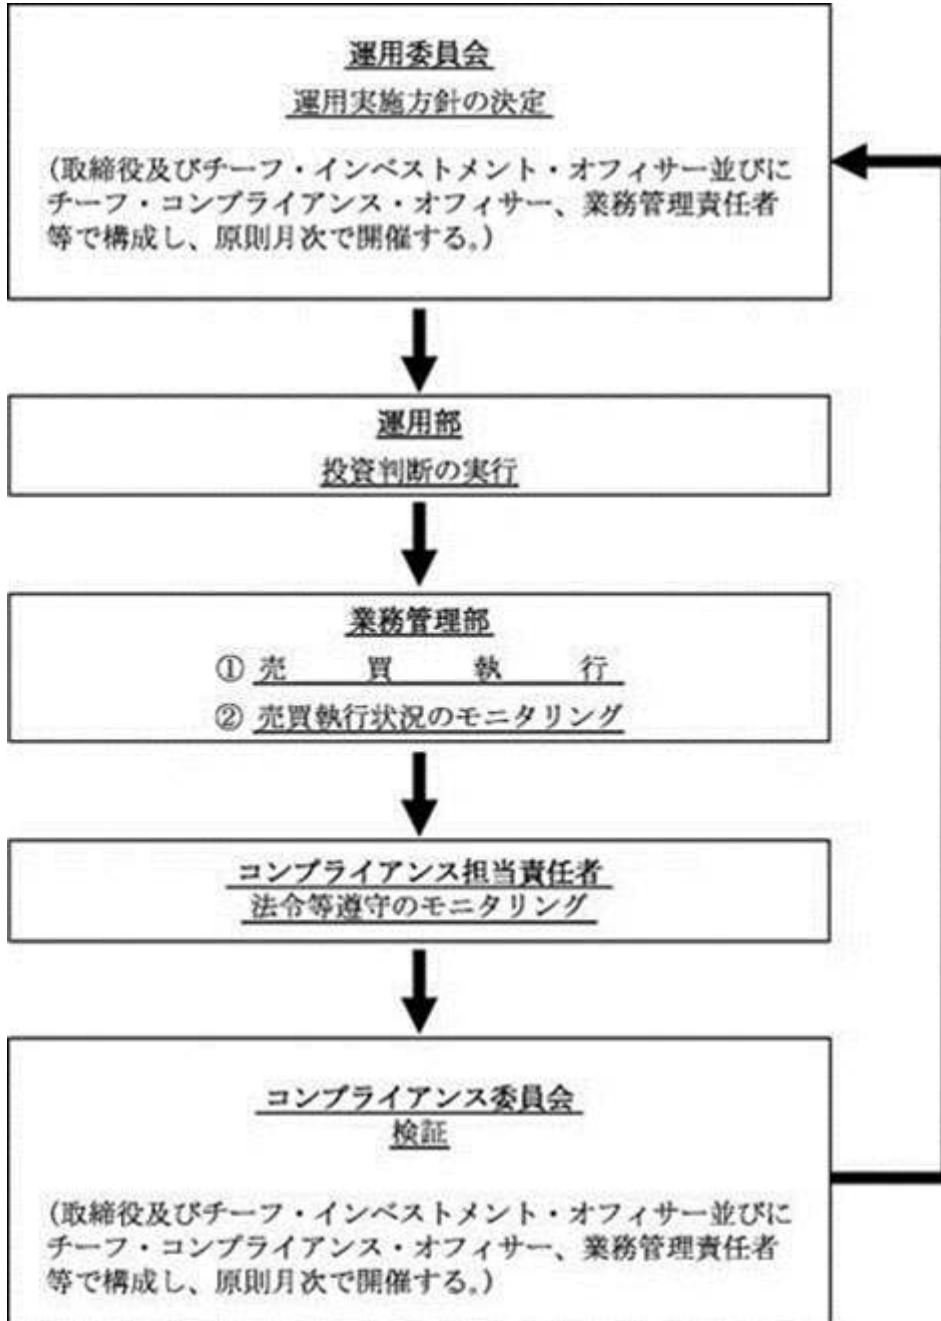 運用委員会
運用実施方針の決定
(取締役及びチーフ・インベストメント・オフィサー並びに
チーフ・コンプライアンス・オフィサー、業務管理責任者
等で構成し、原則月次で開催する。)
運用部
投資判断の実行
業務管理部
① 売買執行
② 売買執行状況のモニタリング
コンプライアンス担当責任者
法令等遵守のモニタリング
コンプライアンス委員会
検証
(取締役及びチーフ・インベストメント・オフィサー並びに
チーフ・コンプライアンス・オフィサー、業務管理責任者
等で構成し、原則月次で開催する。)